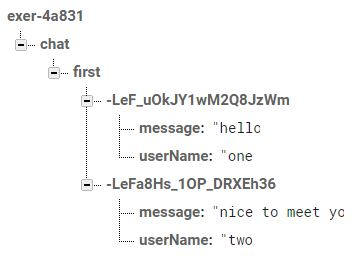 exer-4a831
chat
first
-LeF_uOkJY1wM2Q8JzWm
message: "hello
userName: "one
-LeFa8Hs_1OP_DRXEh36
message: "nice to meet yo
userName: "two